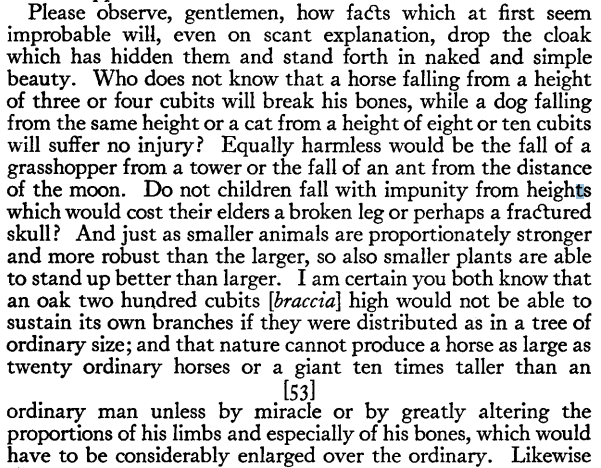 Please observe, gentlemen, how facts which at first seem
improbable will, even on scant explanation, drop the cloak
which has hidden them and stand forth in naked and simple
beauty. Who does not know that a horse falling from a height
of three or four cubits will break his bones, while a dog falling
from the same height or a cat from a height of eight or ten cubits
will suffer no injury? Equally harmless would be the fall of a
grasshopper from a tower or the fall of an ant from the distance
of the moon. Do not children fall with impunity from heights
which would cost their elders a broken leg or perhaps a fractured
skull? And just as smaller animals are proportionately stronger
and more robust than the larger, so also smaller plants are able
to stand up better than larger. I am certain you both know that
an oak two hundred cubits [braccia] high would not be able to
sustain its own branches if they were distributed as in a tree of
ordinary size; and that nature cannot produce a horse as large as
twenty ordinary horses or a giant ten times taller than an
[53]
ordinary man unless by miracle or by greatly altering the
proportions of his limbs and especially of his bones, which would
have to be considerably enlarged over the ordinary. Likewise